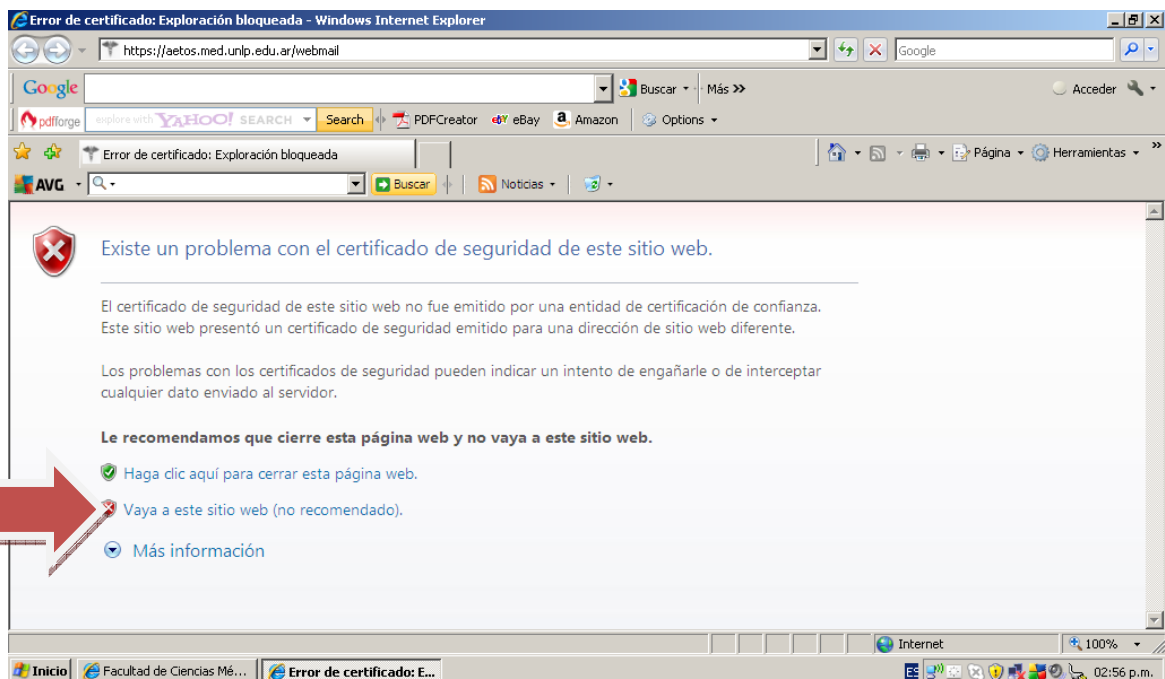 Error de certificado: Exploración bloqueada - Windows Internet Explorer
https://aetos.med.unlp.edu.ar/webmail
Google
Google Buscar Más >> Acceder
pdfforge explore with YAHOO! SEARCH Search PDFCreator eBay Amazon Options
Error de certificado: Exploración bloqueada Página Herramientas >>
AVG Buscar Noticias
Existe un problema con el certificado de seguridad de este sitio web.
El certificado de seguridad de este sitio web no fue emitido por una entidad de certificación de confianza.
Este sitio web presentó un certificado de seguridad emitido para una dirección de sitio web diferente.
Los problemas con los certificados de seguridad pueden indicar un intento de engañarle o de interceptar
cualquier dato enviado al servidor.
Le recomendamos que cierre esta página web y no vaya a este sitio web.
Haga clic aquí para cerrar esta página web.
Vaya a este sitio web (no recomendado).
Más información
Internet 100%
Inicio Facultad de Ciencias Mé... Error de certificado: E... ES 02:56 p.m.